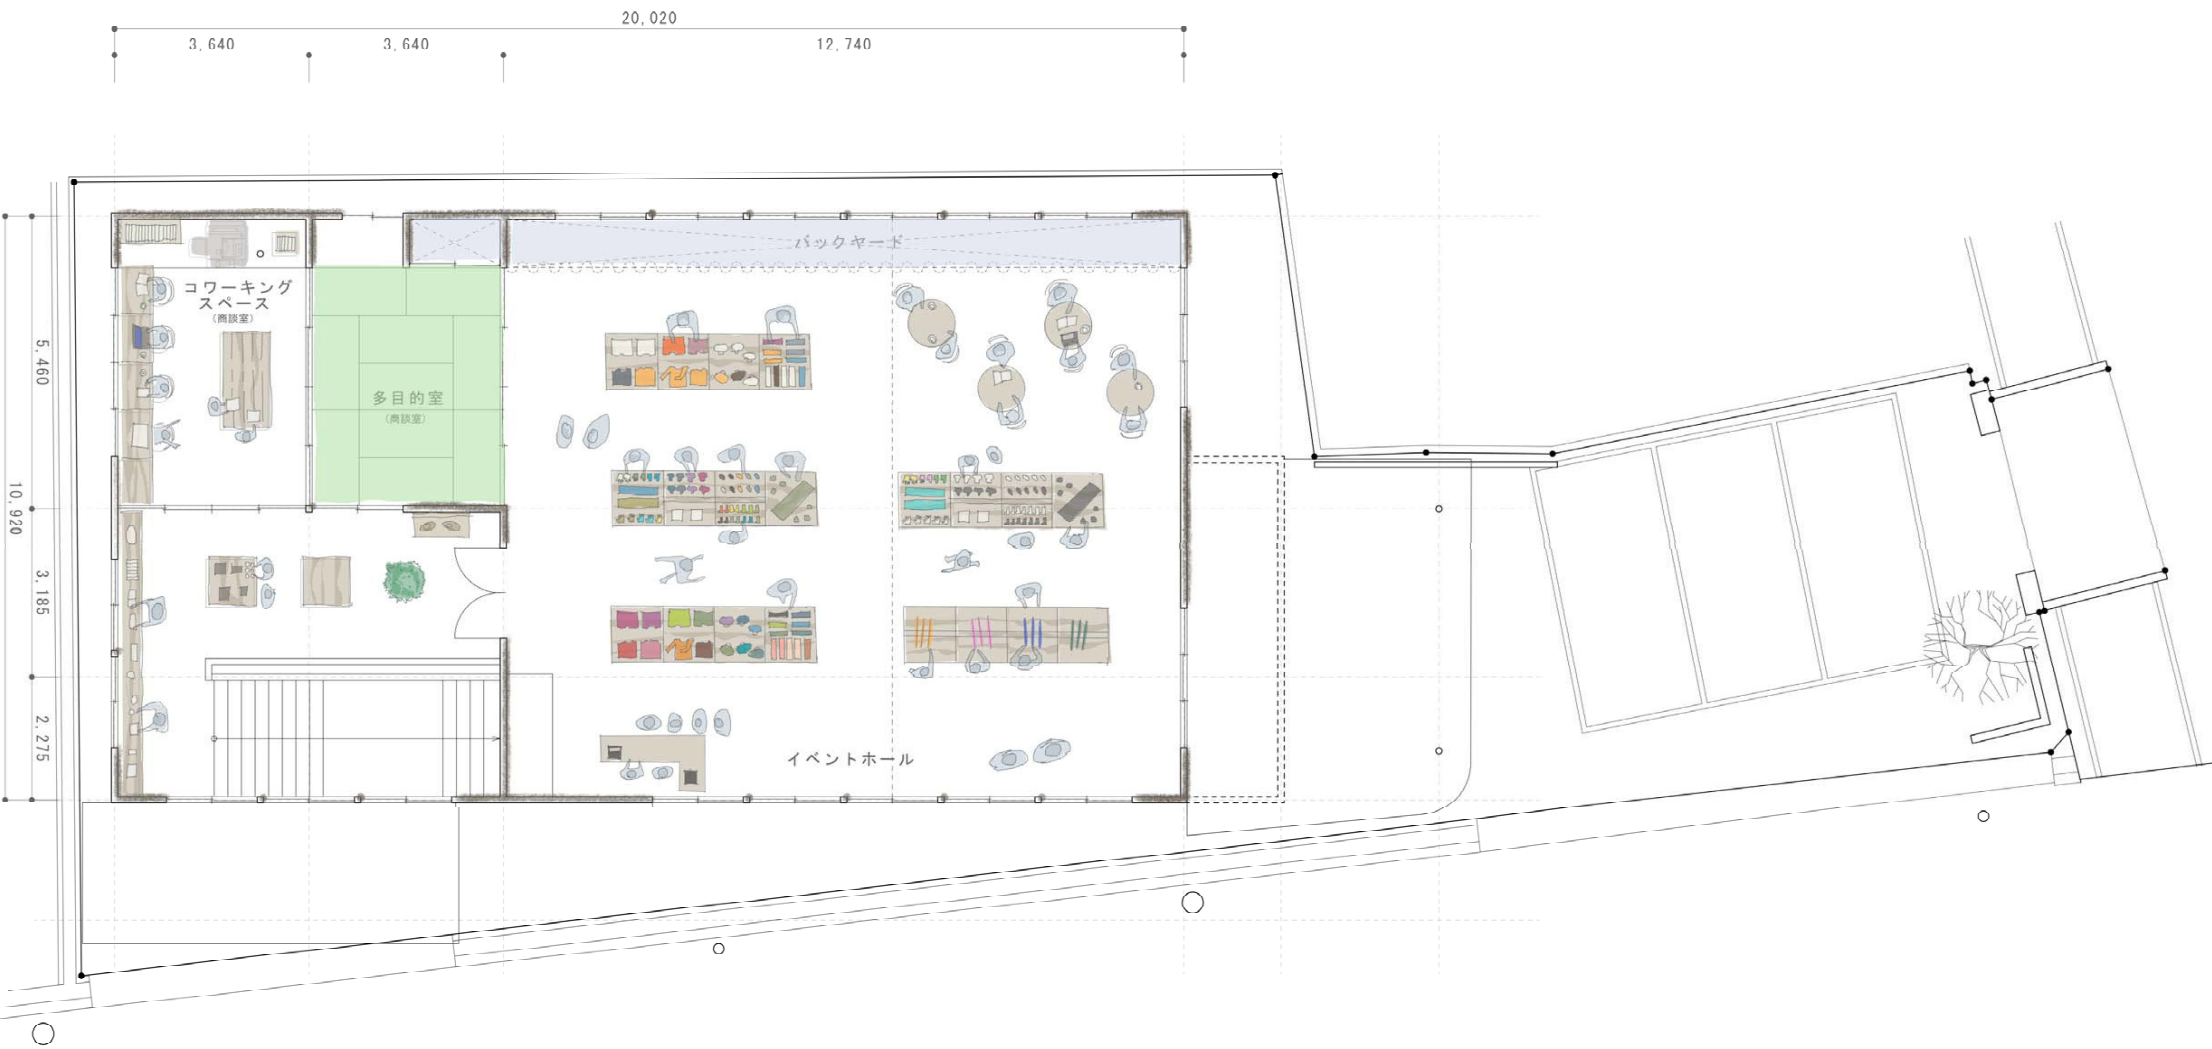 20,020
3,640
3,640
12,740
バックヤード
コワーキング
スペース
(商談室)
多目的室
(商談室)
5,460
10,920
3,185
2,275
イベントホール